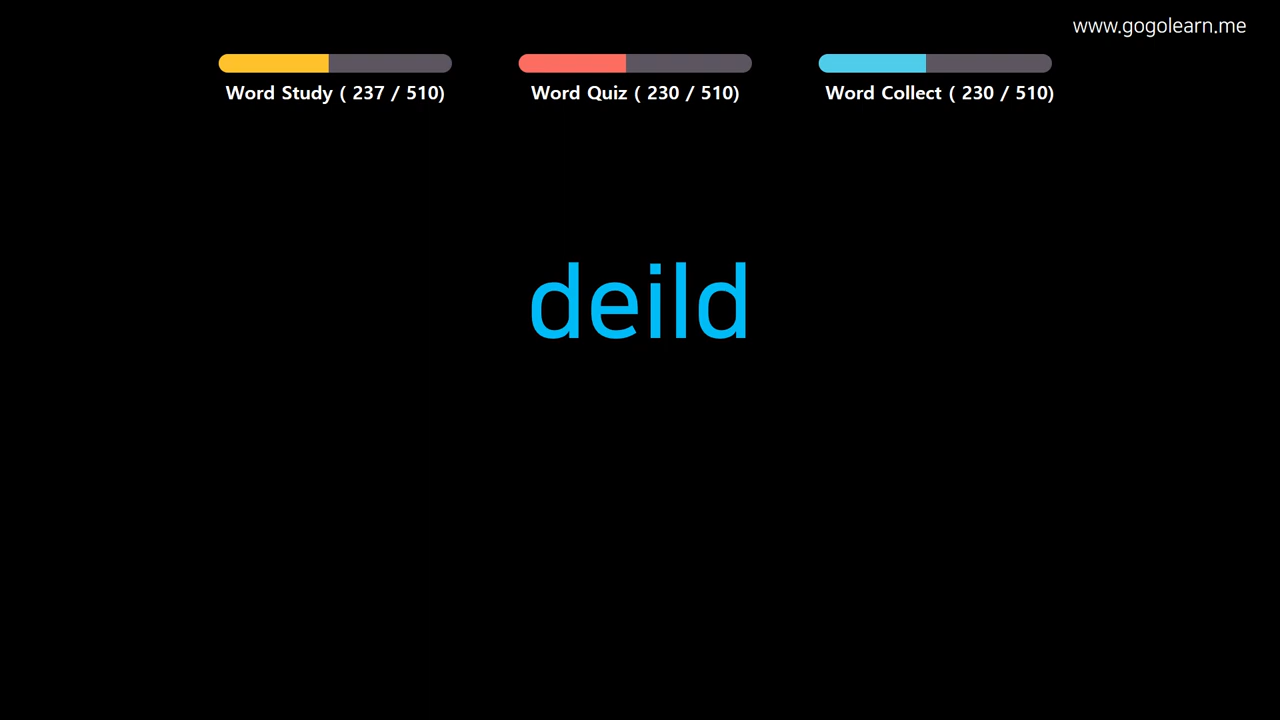 www.gogolearn.me
Word Study ( 237 / 510)
Word Quiz ( 230 / 510)
Word Collect ( 230 / 510)
deild